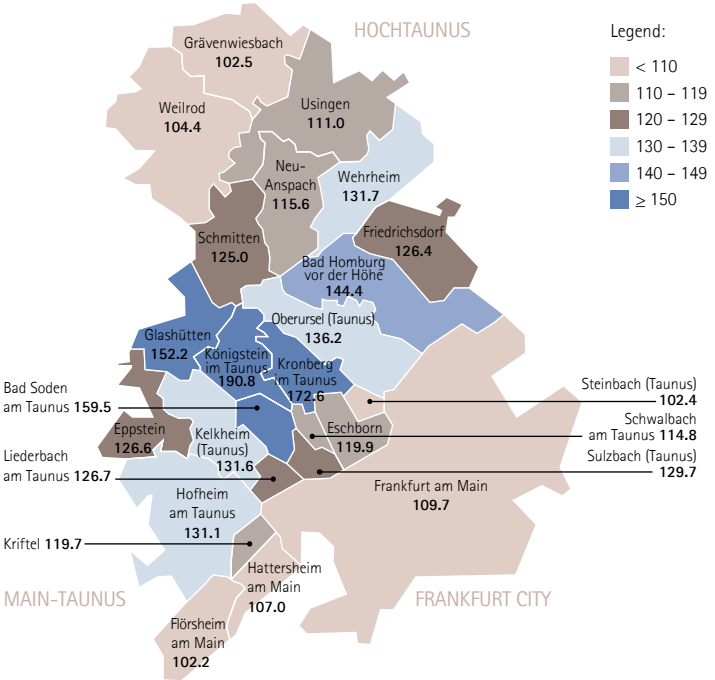 HOCHTAUNUS
Legend:
< 110
110 – 119
120 – 129
130 – 139
140 – 149
≥ 150
Grävenwiesbach
102.5
Weilrod
104.4
Usingen
111.0
Neu-
Anspach
115.6
Wehrheim
131.7
Schmitten
125.0
Friedrichsdorf
126.4
Bad Homburg
vor der Höhe
144.4
Oberursel (Taunus)
136.2
Glashütten
152.2
Königstein
im Taunus
190.8
Kronberg
im Taunus
172.6
Bad Soden
am Taunus 159.5
Steinbach (Taunus)
102.4
Schwalbach
am Taunus 114.8
Eppstein
126.6
Kelkheim
(Taunus)
131.6
Eschborn
119.9
Liederbach
am Taunus 126.7
Sulzbach (Taunus)
129.7
Hofheim
am Taunus
131.1
Frankfurt am Main
109.7
Kriftel 119.7
Hattersheim
am Main
107.0
MAIN-TAUNUS
FRANKFURT CITY
Flörsheim
am Main
102.2